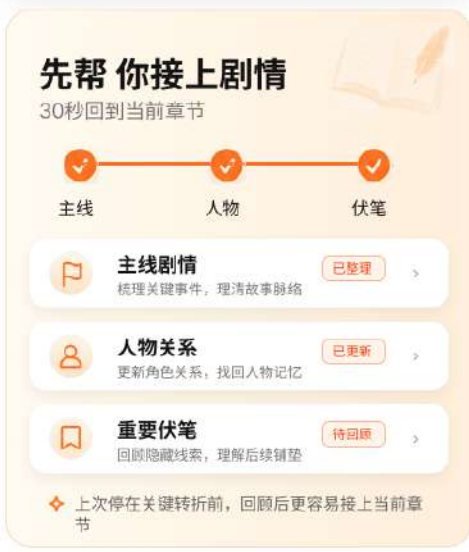 先帮 你接上剧情
30秒回到当前章节
主线
人物
伏笔
主线剧情
已整理
梳理关键事件，理清故事脉络
人物关系
已更新
更新角色关系，找回人物记忆
重要伏笔
待回顾
回顾隐藏线索，理解后续铺垫
上次停在关键转折前，回顾后更容易接上当前章
节